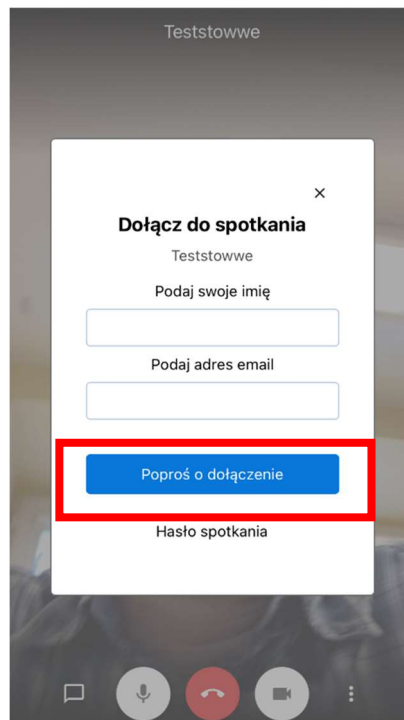 Teststowwe
Dołącz do spotkania
Teststowwe
Podaj swoje imię
Podaj adres email
Poproś o dołączenie
Hasło spotkania